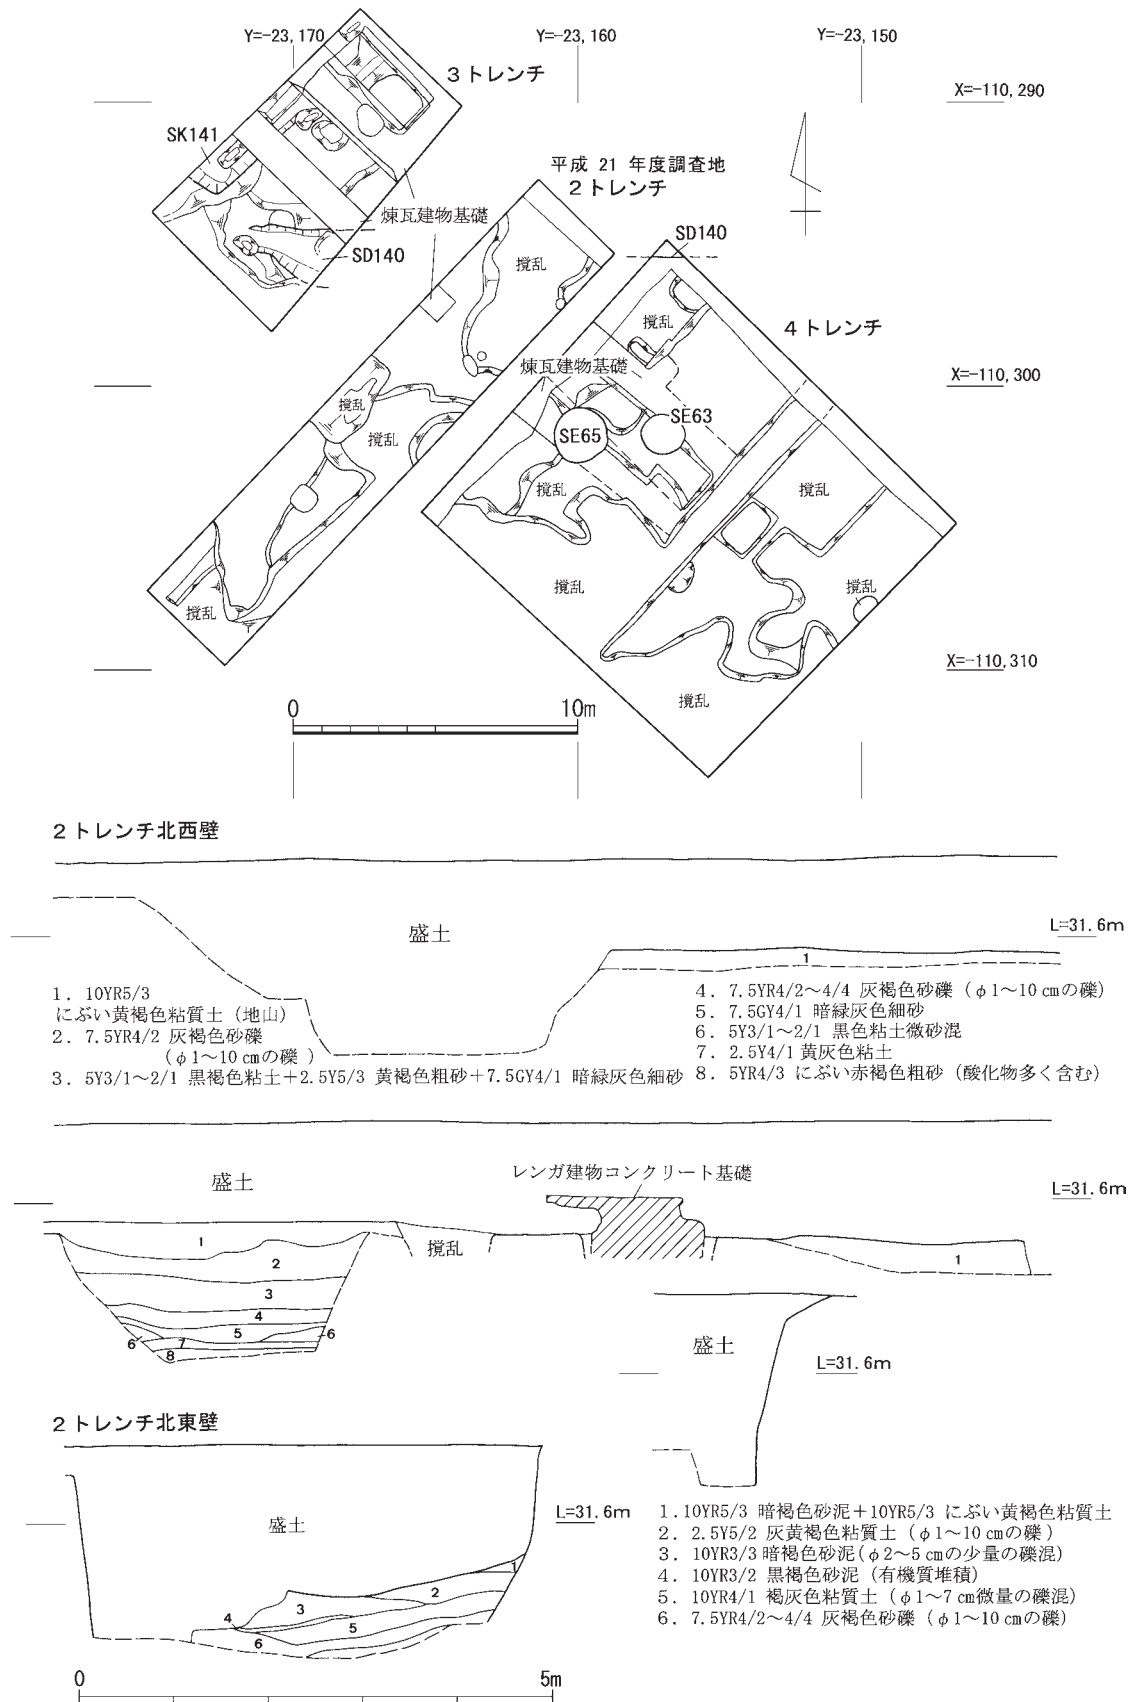 Y=-23,170
Y=-23,160
Y=-23,150
3トレンチ
X=-110,290
SK141
平成 21 年度調査地
2トレンチ
煉瓦建物基礎
SD140
SD140
撹乱
撹乱
4トレンチ
煉瓦建物基礎
X=-110,300
撹乱
撹乱
SE63
SE65
撹乱
撹乱
撹乱
撹乱
撹乱
X=-110,310
撹乱
0
10m
2トレンチ北西壁
盛土
L=31.6m
1
1. 10YR5/3
にぶい黄褐色粘質土(地山)
2. 7.5YR4/2 灰褐色砂礫
(φ1~10㎝の礫 )
3. 5Y3/1~2/1 黒褐色粘土+2.5Y5/3 黄褐色粗砂+7.5GY4/1 暗緑灰色細砂
4. 7.5YR4/2~4/4 灰褐色砂礫(φ1~10㎝の礫)
5. 7.5GY4/1 暗緑灰色細砂
6. 5Y3/1~2/1 黒色粘土微砂混
7. 2.5Y4/1 黄灰色粘土
8. 5YR4/3 にぶい赤褐色粗砂(酸化物多く含む)
盛土
レンガ建物コンクリート基礎
L=31.6m
1
撹乱
2
1
3
4
5
6
6
7
8
盛土
L=31.6m
2トレンチ北東壁
盛土
L=31.6m
1
2
3
4
5
6
1.10YR5/3 暗褐色砂泥+10YR5/3 にぶい黄褐色粘質土
2. 2.5Y5/2 灰黄褐色粘質土(φ1~10㎝の礫 )
3. 10YR3/3 暗褐色砂泥(φ2~5㎝の少量の礫混)
4. 10YR3/2 黒褐色砂泥(有機質堆積)
5. 10YR4/1 褐灰色粘質土(φ1~7㎝微量の礫混)
6. 7.5YR4/2~4/4 灰褐色砂礫(φ1~10㎝の礫)
0
5m